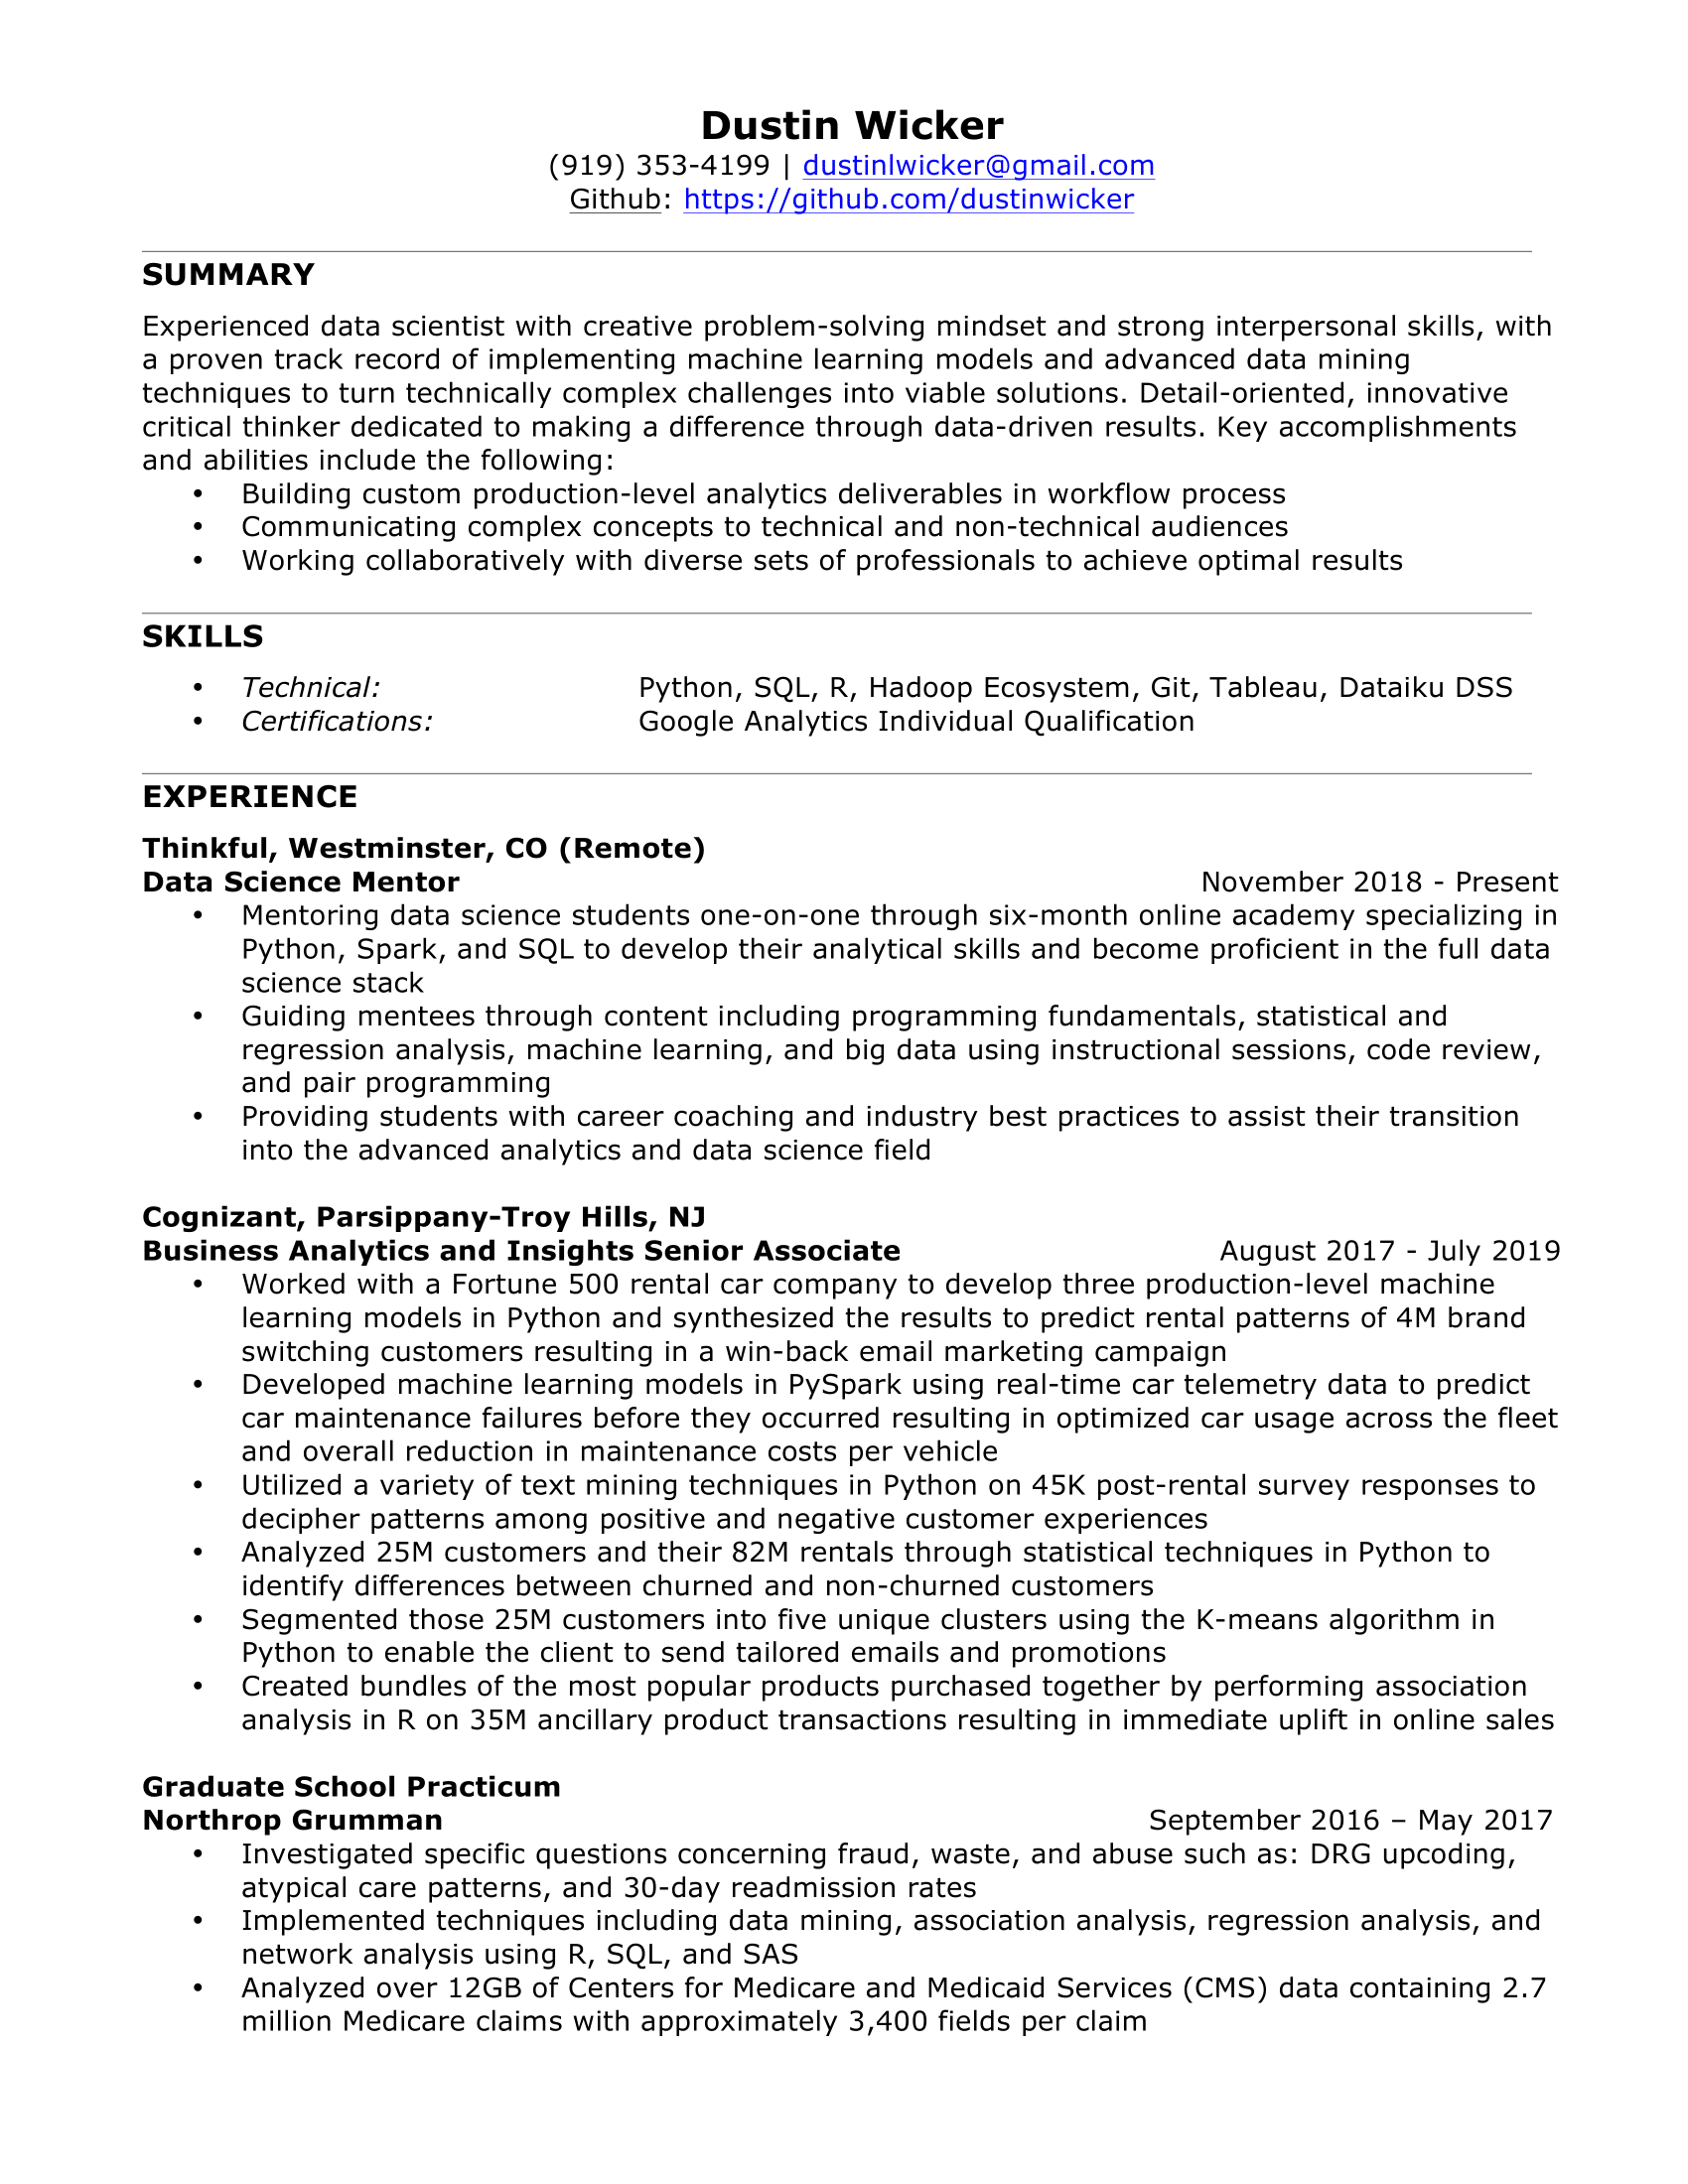 Dustin Wicker
(919) 353-4199 | dustinlwicker@gmail.com
Github: https://github.com/dustinwicker
SUMMARY
Experienced data scientist with creative problem-solving mindset and strong interpersonal skills, with
a proven track record of implementing machine learning models and advanced data mining
techniques to turn technically complex challenges into viable solutions. Detail-oriented, innovative
critical thinker dedicated to making a difference through data-driven results. Key accomplishments
and abilities include the following:
• Building custom production-level analytics deliverables in workflow process
• Communicating complex concepts to technical and non-technical audiences
• Working collaboratively with diverse sets of professionals to achieve optimal results
SKILLS
• Technical: Python, SQL, R, Hadoop Ecosystem, Git, Tableau, Dataiku DSS
• Certifications: Google Analytics Individual Qualification
EXPERIENCE
Thinkful, Westminster, CO (Remote)
Data Science Mentor November 2018 - Present
• Mentoring data science students one-on-one through six-month online academy specializing in
Python, Spark, and SQL to develop their analytical skills and become proficient in the full data
science stack
• Guiding mentees through content including programming fundamentals, statistical and
regression analysis, machine learning, and big data using instructional sessions, code review,
and pair programming
• Providing students with career coaching and industry best practices to assist their transition
into the advanced analytics and data science field
Cognizant, Parsippany-Troy Hills, NJ
Business Analytics and Insights Senior Associate August 2017 - July 2019
• Worked with a Fortune 500 rental car company to develop three production-level machine
learning models in Python and synthesized the results to predict rental patterns of 4M brand
switching customers resulting in a win-back email marketing campaign
• Developed machine learning models in PySpark using real-time car telemetry data to predict
car maintenance failures before they occurred resulting in optimized car usage across the fleet
and overall reduction in maintenance costs per vehicle
• Utilized a variety of text mining techniques in Python on 45K post-rental survey responses to
decipher patterns among positive and negative customer experiences
• Analyzed 25M customers and their 82M rentals through statistical techniques in Python to
identify differences between churned and non-churned customers
• Segmented those 25M customers into five unique clusters using the K-means algorithm in
Python to enable the client to send tailored emails and promotions
• Created bundles of the most popular products purchased together by performing association
analysis in R on 35M ancillary product transactions resulting in immediate uplift in online sales
Graduate School Practicum
Northrop Grumman September 2016 – May 2017
• Investigated specific questions concerning fraud, waste, and abuse such as: DRG upcoding,
atypical care patterns, and 30-day readmission rates
• Implemented techniques including data mining, association analysis, regression analysis, and
network analysis using R, SQL, and SAS
• Analyzed over 12GB of Centers for Medicare and Medicaid Services (CMS) data containing 2.7
million Medicare claims with approximately 3,400 fields per claim